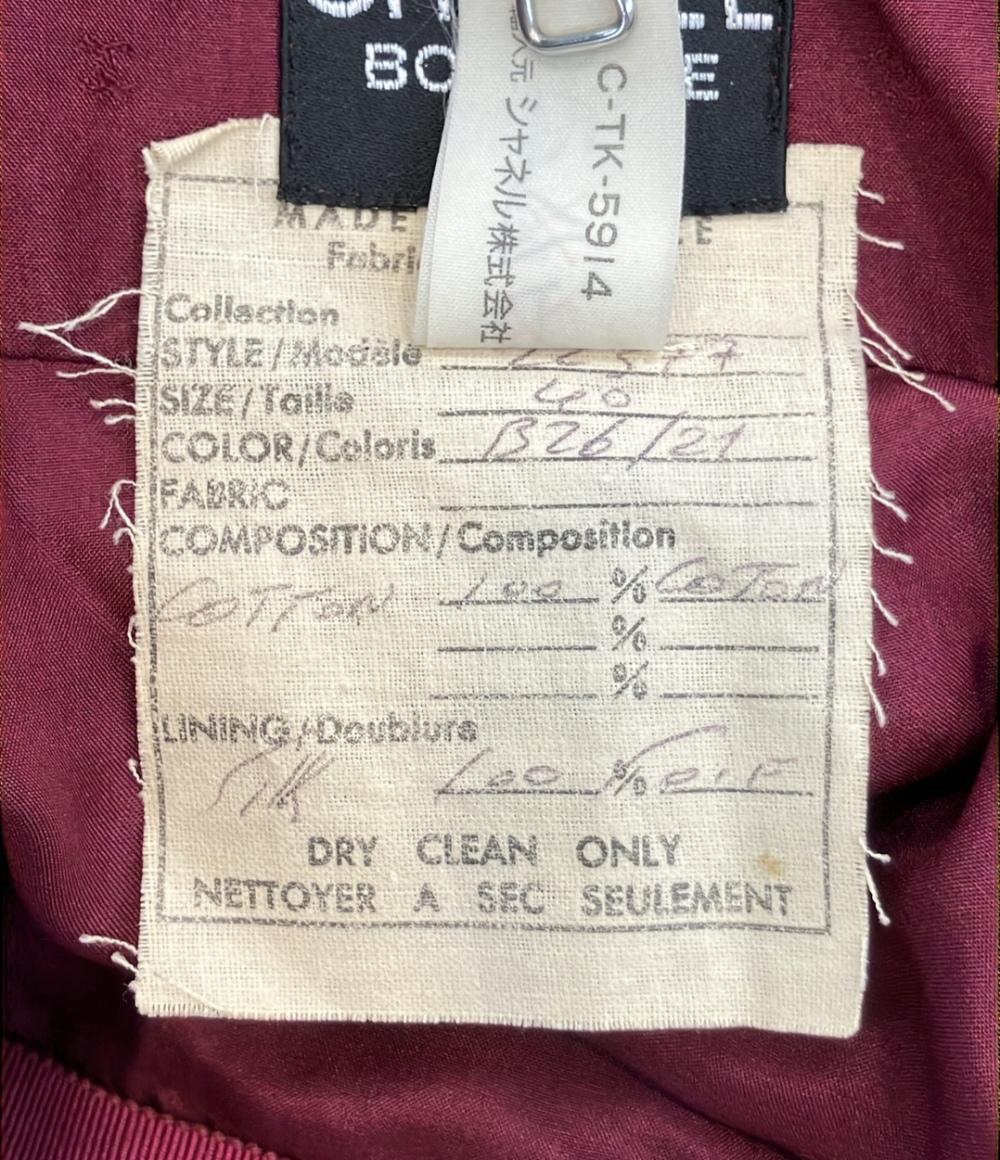 BO
E
輸入元 シャネル株式会社
C-TK-5914
MADE
Fabri
Collection
STYLE/Modèle
SIZE/Taille 40
COLOR/Coloris B26/21
FABRIC
COMPOSITION/Composition
COTTON 100 % COTON
%
%
LINING/Doublure
Silk 100 % SOIE
DRY CLEAN ONLY
NETTOYER A SEC SEULEMENT